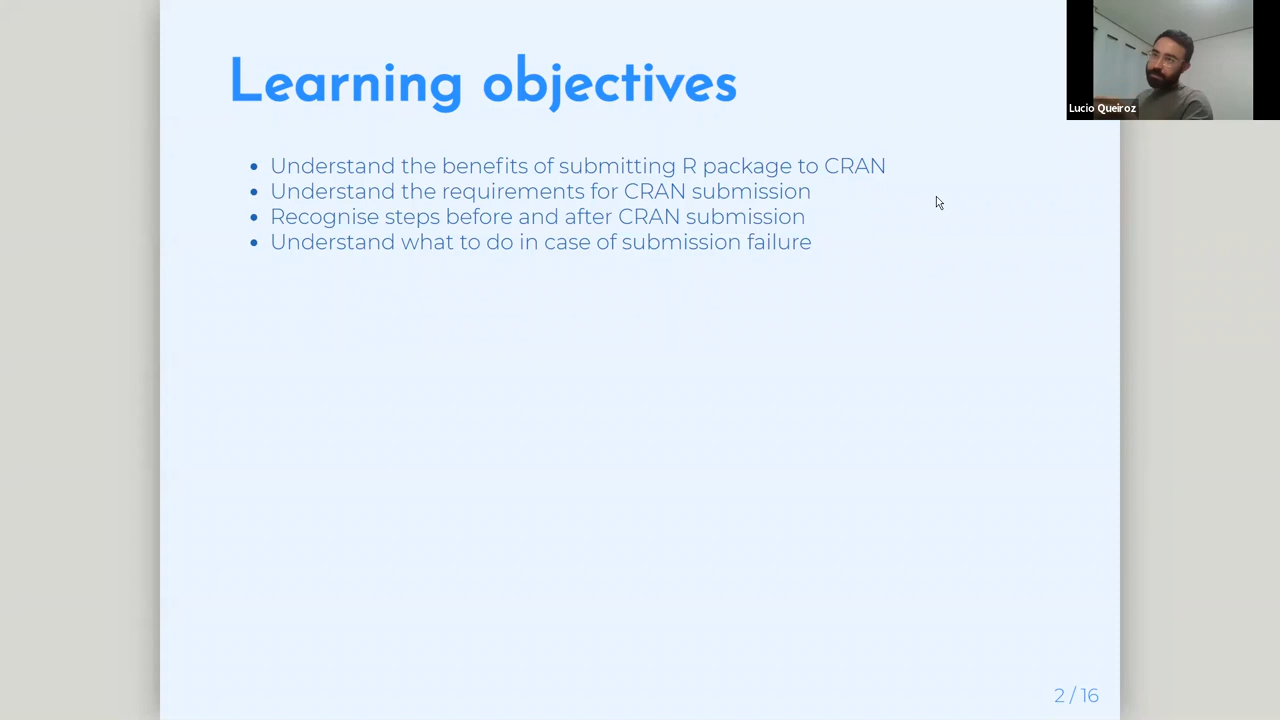 Learning objectives
Lucio Queiroz
Understand the benefits of submitting R package to CRAN
Understand the requirements for CRAN submission
Recognise steps before and after CRAN submission
Understand what to do in case of submission failure
2 / 16